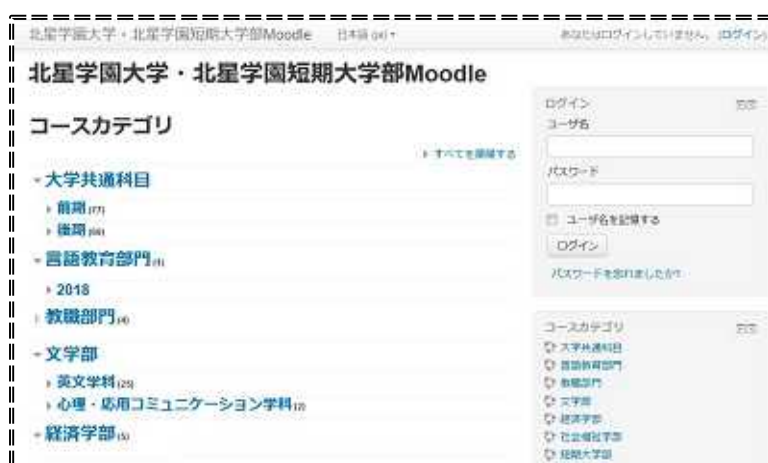 北星学園大学・北星学園短期大学部Moodle 日本語 (ja)
あなたはログインしていません。 (ログイン)
北星学園大学・北星学園短期大学部Moodle
コースカテゴリ
すべてを展開する
大学共通科目
前期 (77)
後期
言語教育部門
2018
教職部門 (4)
文学部
英文学科 (25)
心理・応用コミュニケーション学科
経済学部 (5)
ログイン
ユーザ名
パスワード
ユーザ名を記憶する
ログイン
パスワードを忘れましたか?
コースカテゴリ
大学共通科目
言語教育部門
教職部門
文学部
経済学部
社会福祉学部
短期大学部